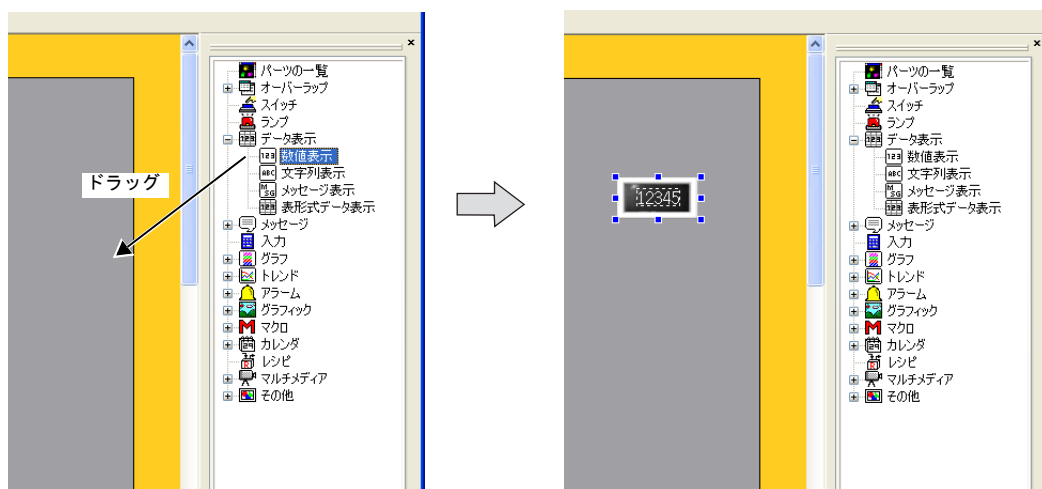 パーツの一覧
オーバーラップ
スイッチ
ランプ
データ表示
数値表示
文字列表示
メッセージ表示
表形式データ表示
メッセージ
入力
グラフ
トレンド
アラーム
グラフィック
マクロ
カレンダ
レシピ
マルチメディア
その他
ドラッグ
12345
パーツの一覧
オーバーラップ
スイッチ
ランプ
データ表示
数値表示
文字列表示
メッセージ表示
表形式データ表示
メッセージ
入力
グラフ
トレンド
アラーム
グラフィック
マクロ
カレンダ
レシピ
マルチメディア
その他